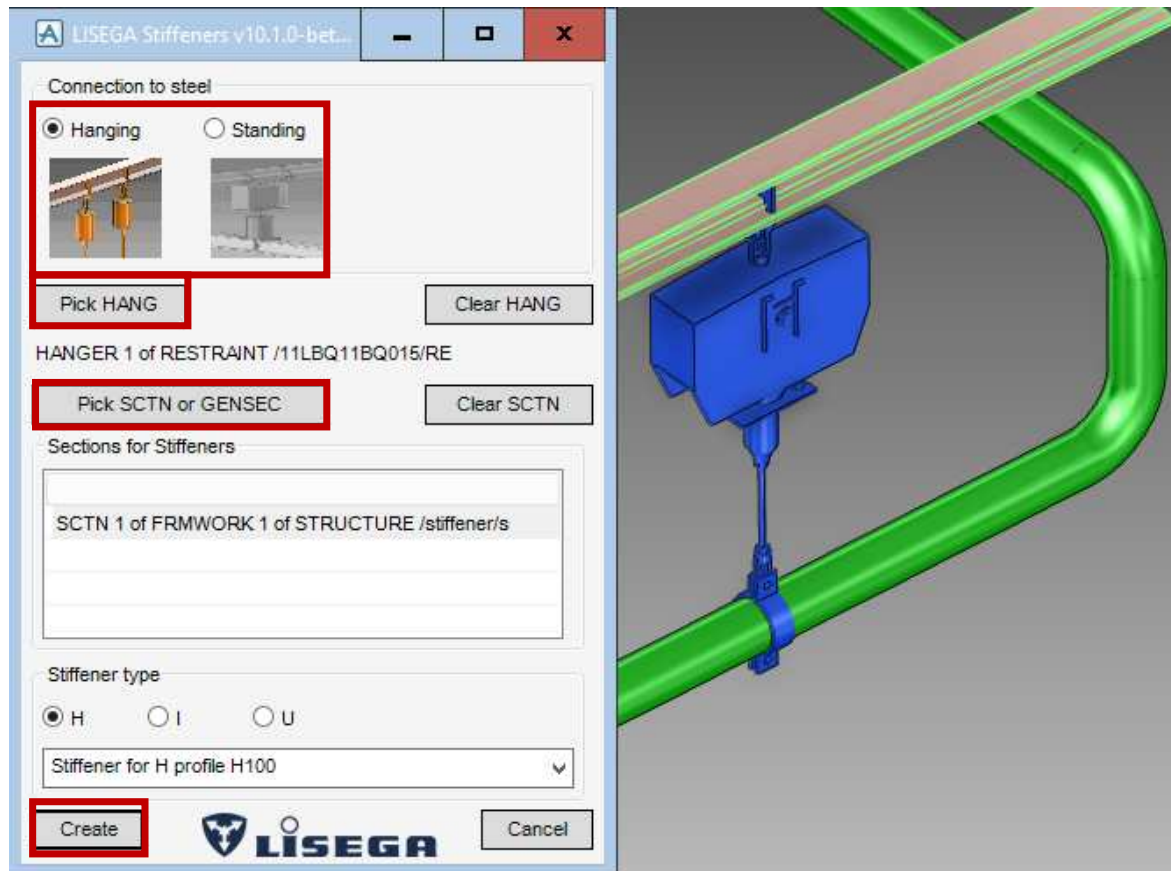 LISEGA Stiffeners v10.1.0-bet...
Connection to steel
Hanging Standing
Pick HANG Clear HANG
HANGER 1 of RESTRAINT /11LBQ11BQ015/RE
Pick SCTN or GENSEC Clear SCTN
Sections for Stiffeners
SCTN 1 of FRMWORK 1 of STRUCTURE /stiffener/s
Stiffener type
H I U
Stiffener for H profile H100
Create LISEGA Cancel